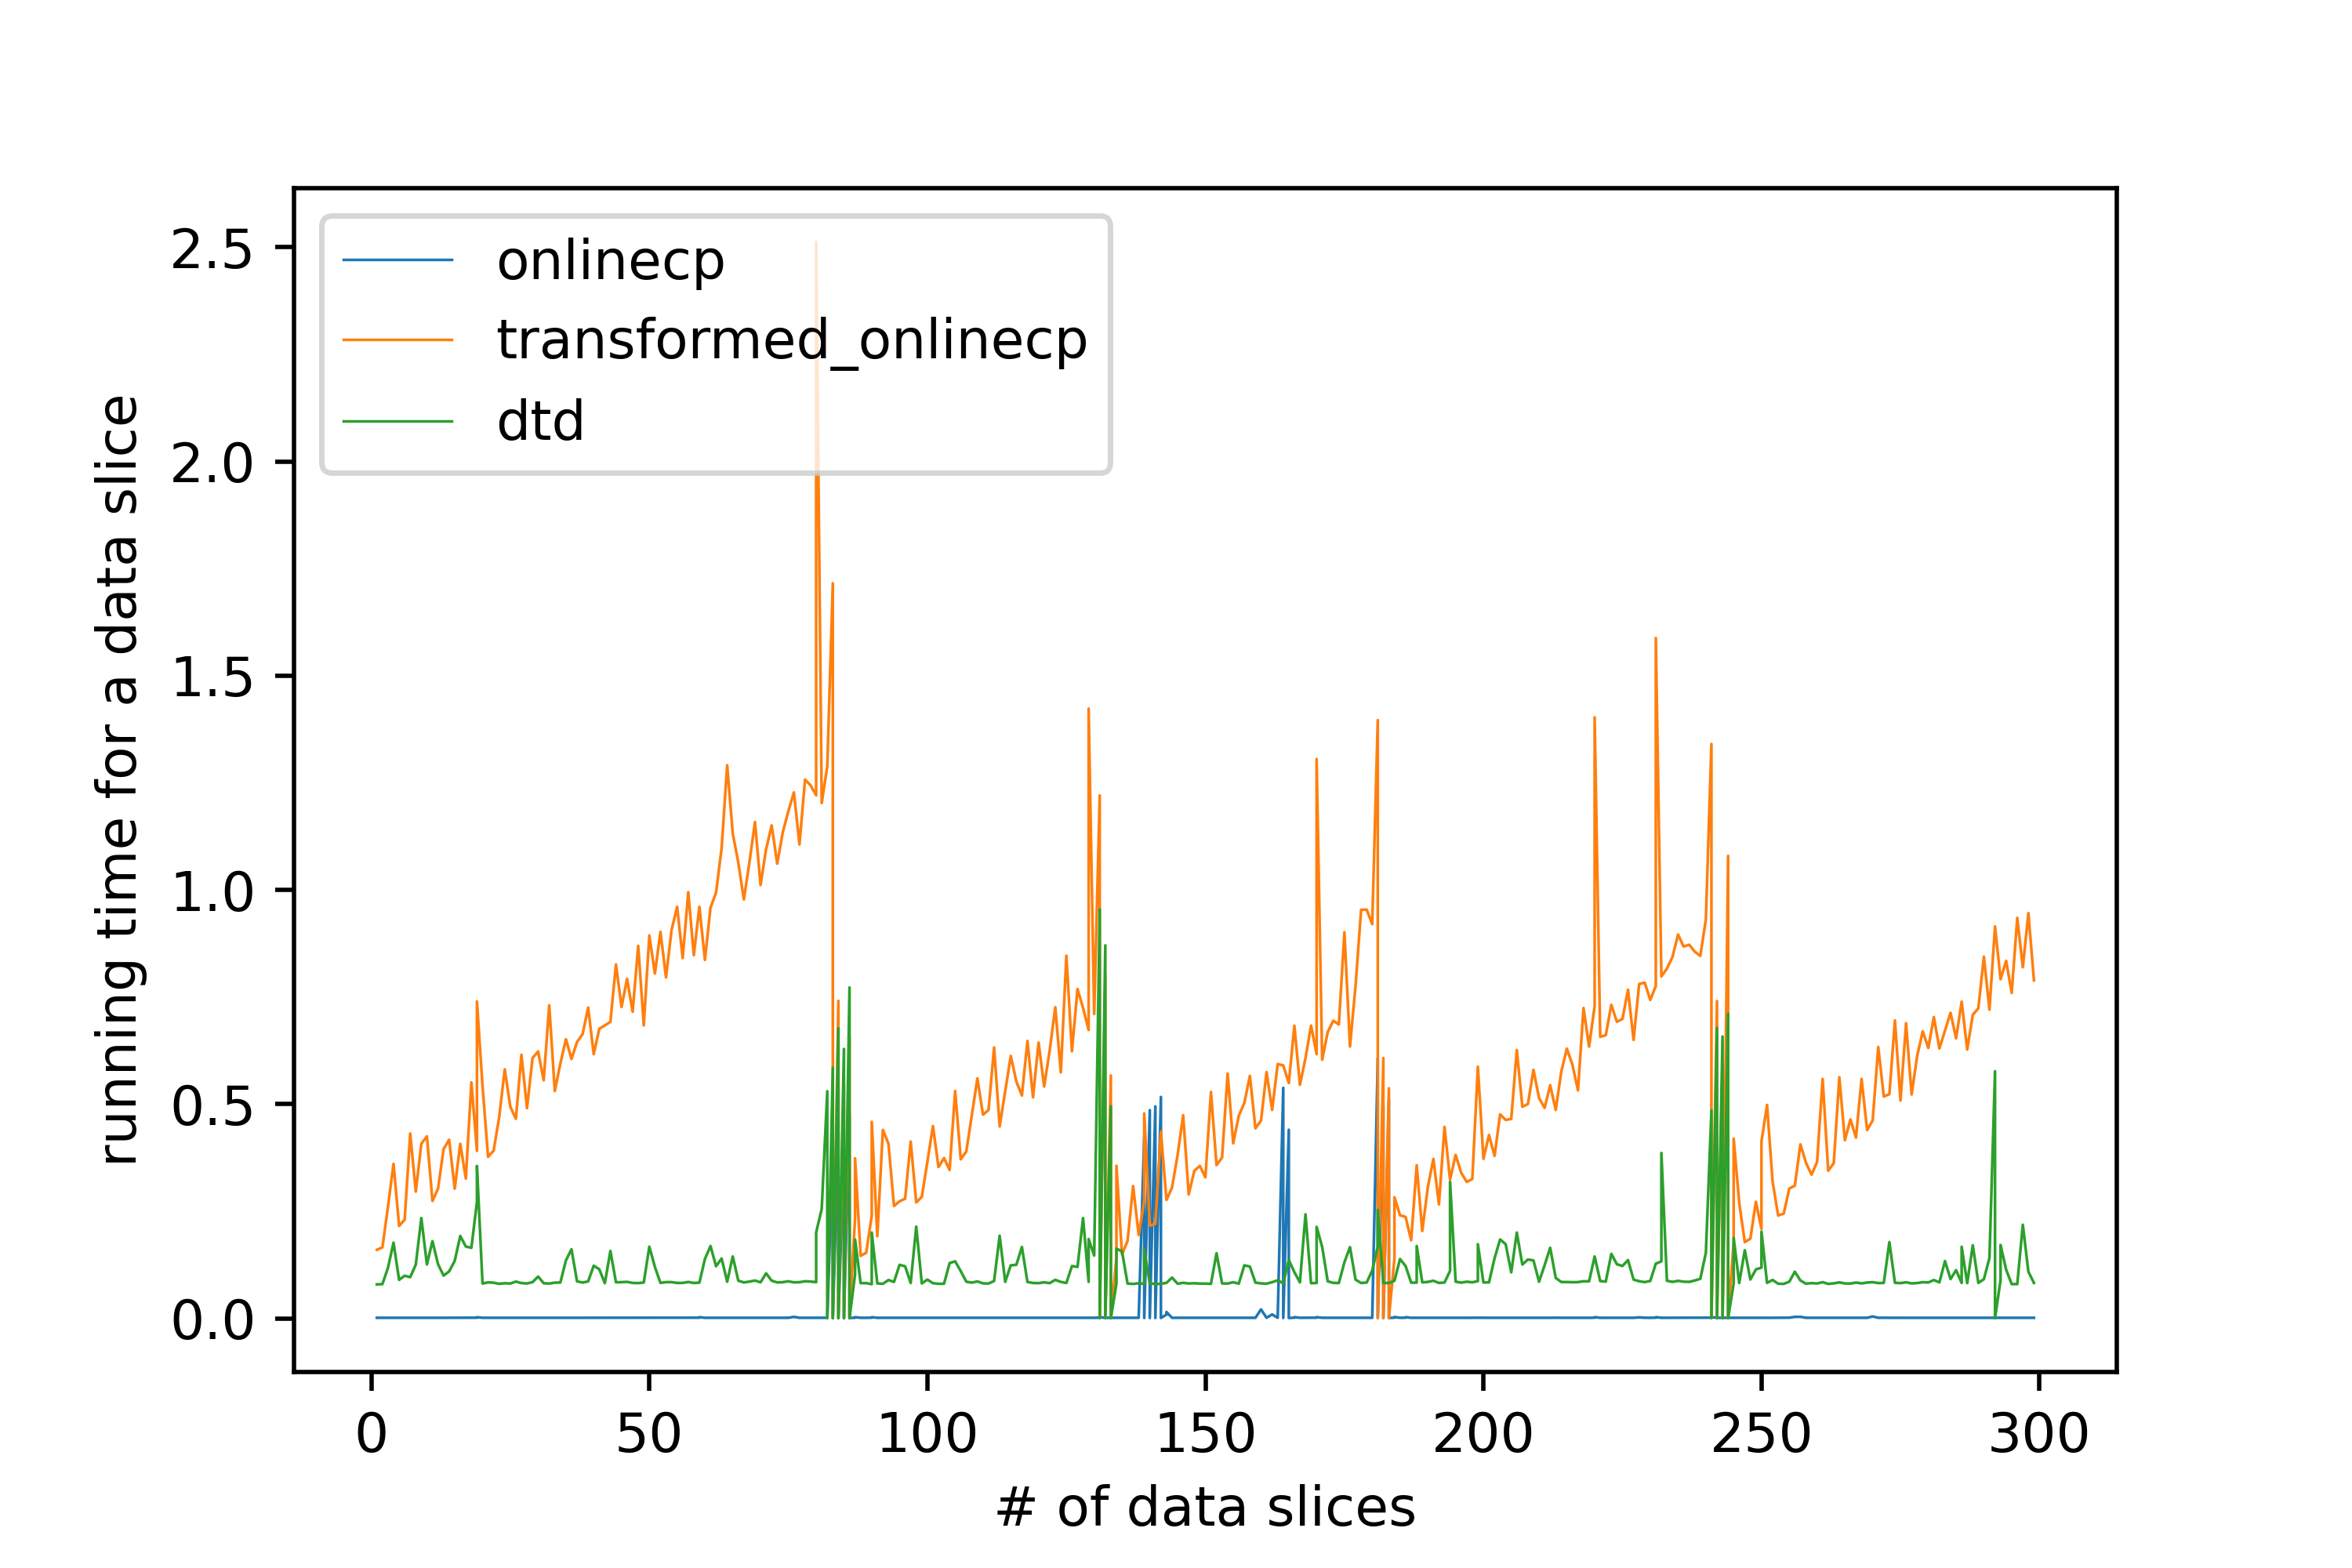 onlinecp
transformed_onlinecp
dtd
2.5
2.0
1.5
1.0
0.5
0.0
running time for a data slice
0 50 100 150 200 250 300
# of data slices